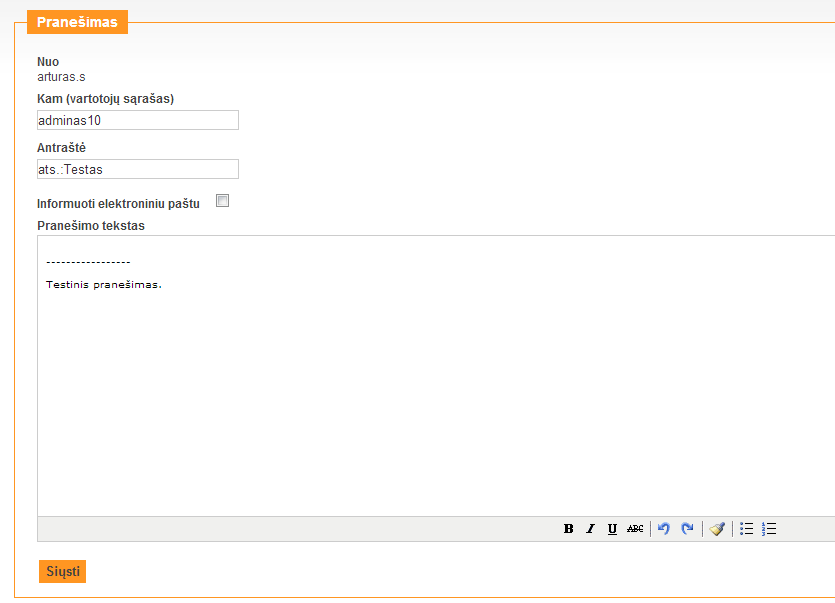 Pranešimas
Nuo
arturas.s
Kam (vartotojų sąrašas)
adminas10
Antraštė
ats.:Testas
Informuoti elektroniniu paštu
Pranešimo tekstas
-----------------
Testinis pranešimas.
B I U ABC
Siųsti